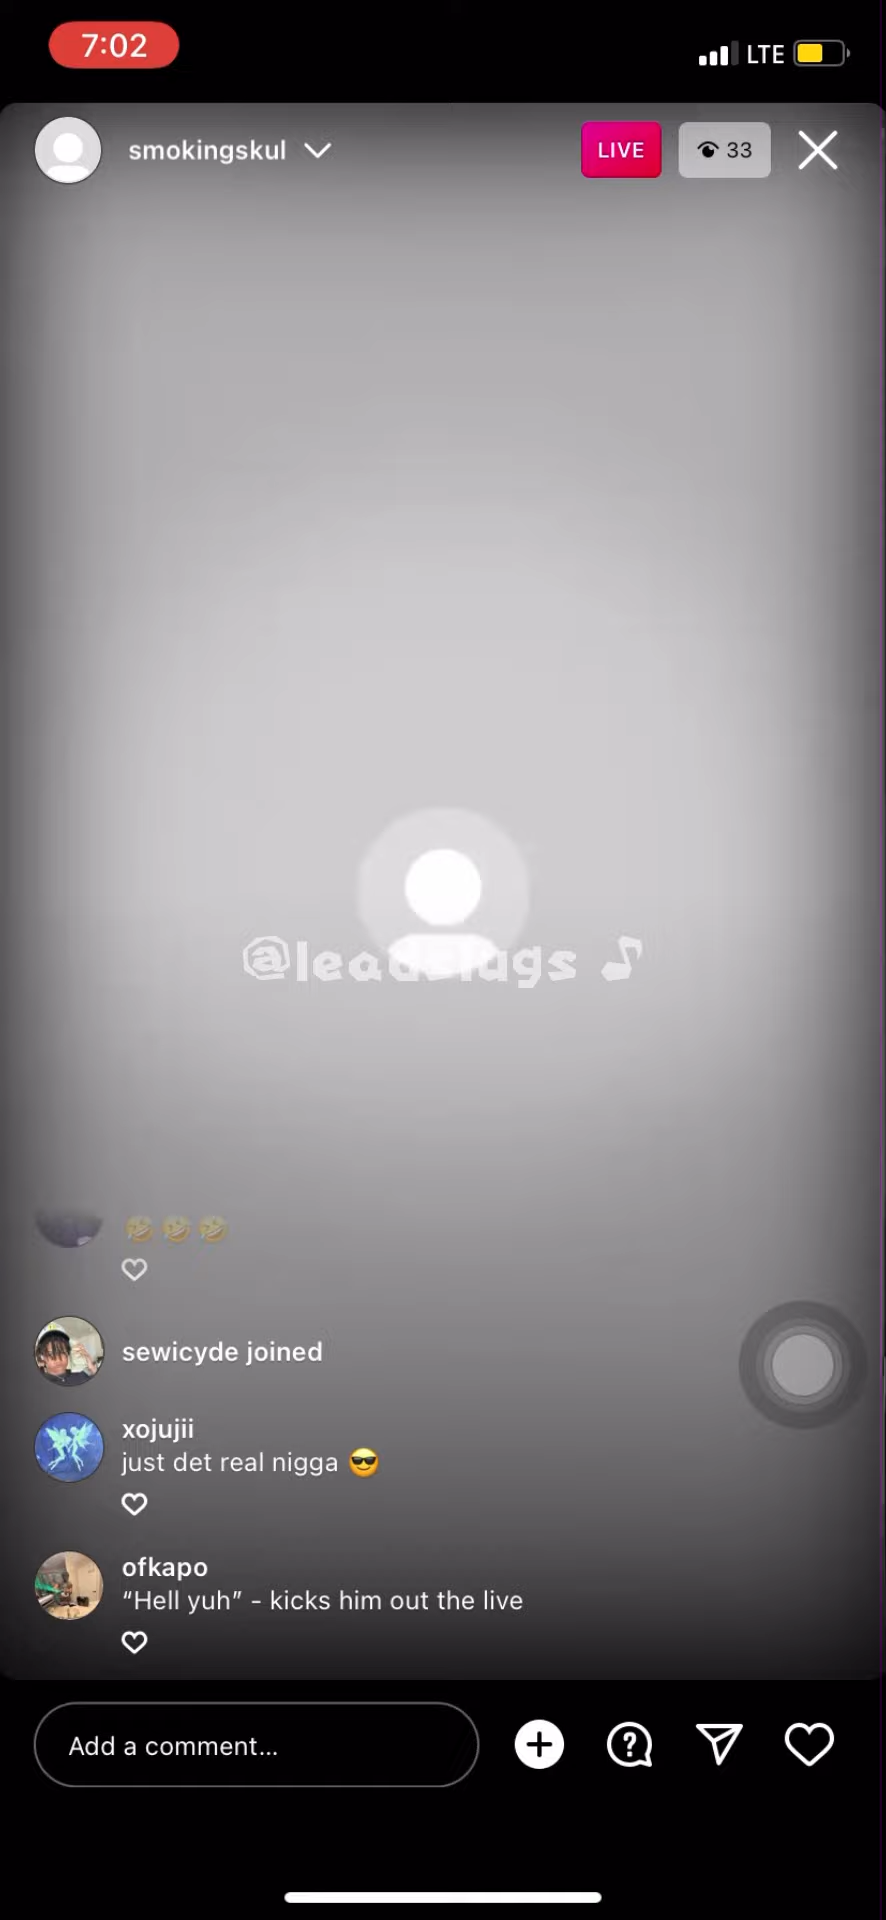 7:02
LTE
smokingskul
LIVE
33
@leadslugs
🤣🤣🤣
sewicyde joined
xojujii
just det real nigga 😎
ofkapo
“Hell yuh” - kicks him out the live
Add a comment...